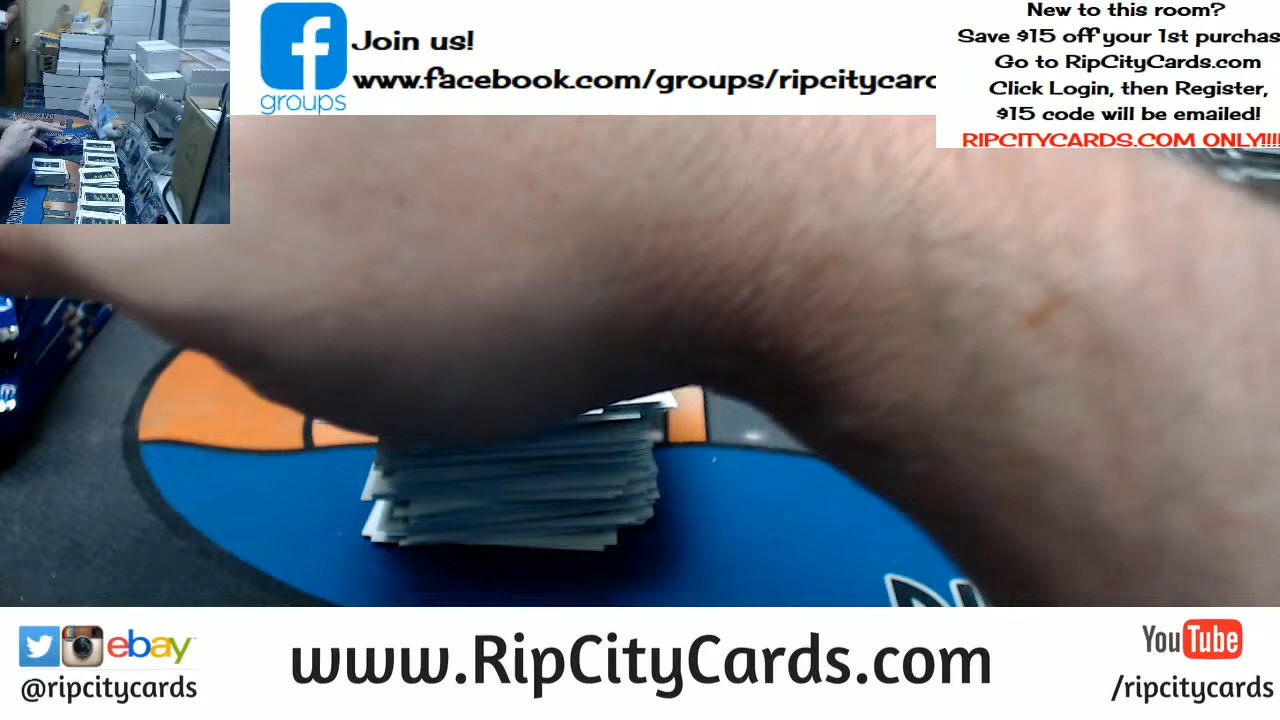 Join us!
www.facebook.com/groups/ripcitycard
groups
New to this room?
Save $15 off your 1st purchas
Go to RipCityCards.com
Click Login, then Register,
$15 code will be emailed!
RIPCITYCARDS.COM ONLY!!!!
ebay
@ripcitycards
www.RipCityCards.com
YouTube
/ripcitycards